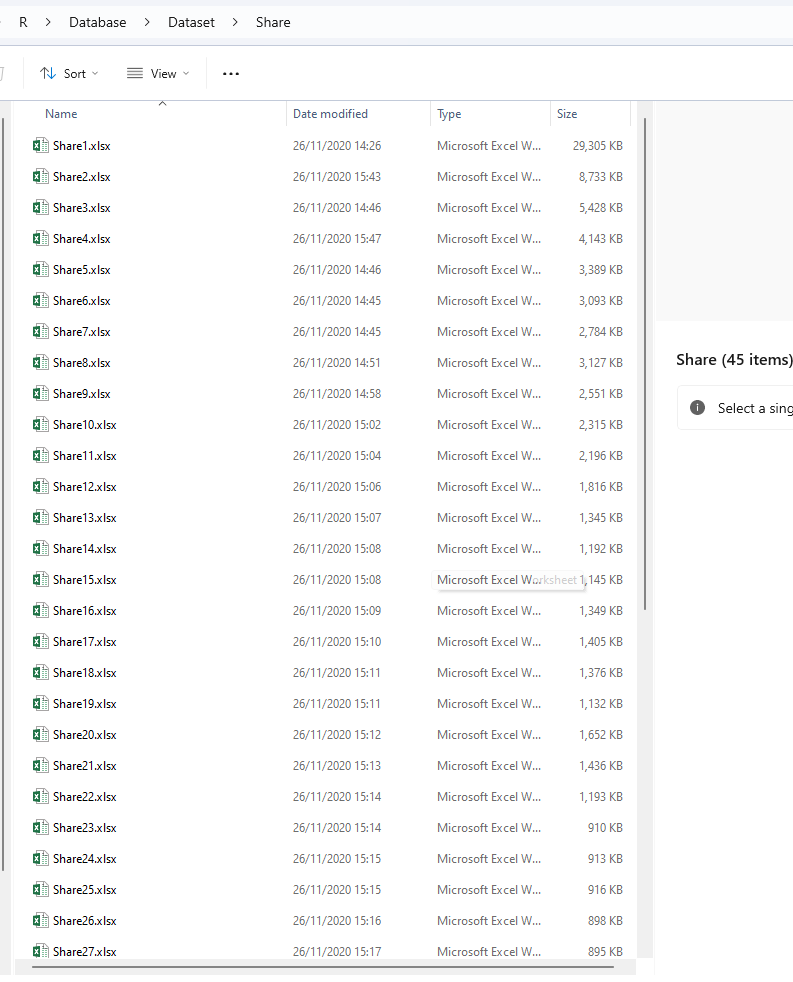 R > Database > Dataset > Share
Sort View ...
Name Date modified Type Size
Share1.xlsx 26/11/2020 14:26 Microsoft Excel W... 29,305 KB
Share2.xlsx 26/11/2020 15:43 Microsoft Excel W... 8,733 KB
Share3.xlsx 26/11/2020 14:46 Microsoft Excel W... 5,428 KB
Share4.xlsx 26/11/2020 15:47 Microsoft Excel W... 4,143 KB
Share5.xlsx 26/11/2020 14:46 Microsoft Excel W... 3,389 KB
Share6.xlsx 26/11/2020 14:45 Microsoft Excel W... 3,093 KB
Share7.xlsx 26/11/2020 14:45 Microsoft Excel W... 2,784 KB
Share8.xlsx 26/11/2020 14:51 Microsoft Excel W... 3,127 KB
Share (45 items)
Share9.xlsx 26/11/2020 14:58 Microsoft Excel W... 2,551 KB
Select a sing
Share10.xlsx 26/11/2020 15:02 Microsoft Excel W... 2,315 KB
Share11.xlsx 26/11/2020 15:04 Microsoft Excel W... 2,196 KB
Share12.xlsx 26/11/2020 15:06 Microsoft Excel W... 1,816 KB
Share13.xlsx 26/11/2020 15:07 Microsoft Excel W... 1,345 KB
Share14.xlsx 26/11/2020 15:08 Microsoft Excel W... 1,192 KB
Share15.xlsx 26/11/2020 15:08 Microsoft Excel W...orksheet 1,145 KB
Share16.xlsx 26/11/2020 15:09 Microsoft Excel W... 1,349 KB
Share17.xlsx 26/11/2020 15:10 Microsoft Excel W... 1,405 KB
Share18.xlsx 26/11/2020 15:11 Microsoft Excel W... 1,376 KB
Share19.xlsx 26/11/2020 15:11 Microsoft Excel W... 1,132 KB
Share20.xlsx 26/11/2020 15:12 Microsoft Excel W... 1,652 KB
Share21.xlsx 26/11/2020 15:13 Microsoft Excel W... 1,436 KB
Share22.xlsx 26/11/2020 15:14 Microsoft Excel W... 1,193 KB
Share23.xlsx 26/11/2020 15:14 Microsoft Excel W... 910 KB
Share24.xlsx 26/11/2020 15:15 Microsoft Excel W... 913 KB
Share25.xlsx 26/11/2020 15:15 Microsoft Excel W... 916 KB
Share26.xlsx 26/11/2020 15:16 Microsoft Excel W... 898 KB
Share27.xlsx 26/11/2020 15:17 Microsoft Excel W... 895 KB